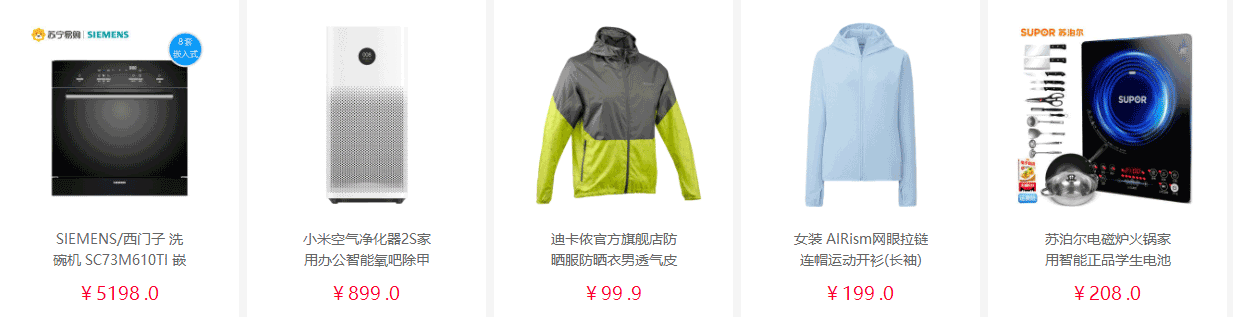 苏宁易购 SIEMENS
8套
嵌入式
SIEMENS/西门子 洗
碗机 SC73M610TI 嵌
¥5198.0
小米空气净化器2S家
用办公智能氧吧除甲
¥899.0
迪卡侬官方旗舰店防
晒服防晒衣男透气皮
¥99.9
女装 AIRism网眼拉链
连帽运动开衫(长袖)
¥199.0
SUPOR 苏泊尔
SUPOR
苏泊尔电磁炉火锅家
用智能正品学生电池
¥208.0